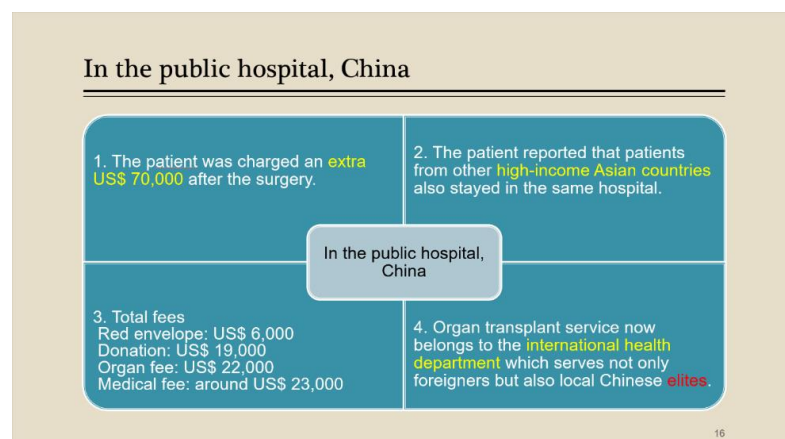 In the public hospital, China
1. The patient was charged an extra
US$ 70,000 after the surgery.
2. The patient reported that patients
from other high-income Asian countries
also stayed in the same hospital.
In the public hospital,
China
3. Total fees
Red envelope: US$ 6,000
Donation: US$ 19,000
Organ fee: US$ 22,000
Medical fee: around US$ 23,000
4. Organ transplant service now
belongs to the international health
department which serves not only
foreigners but also local Chinese elites.
16